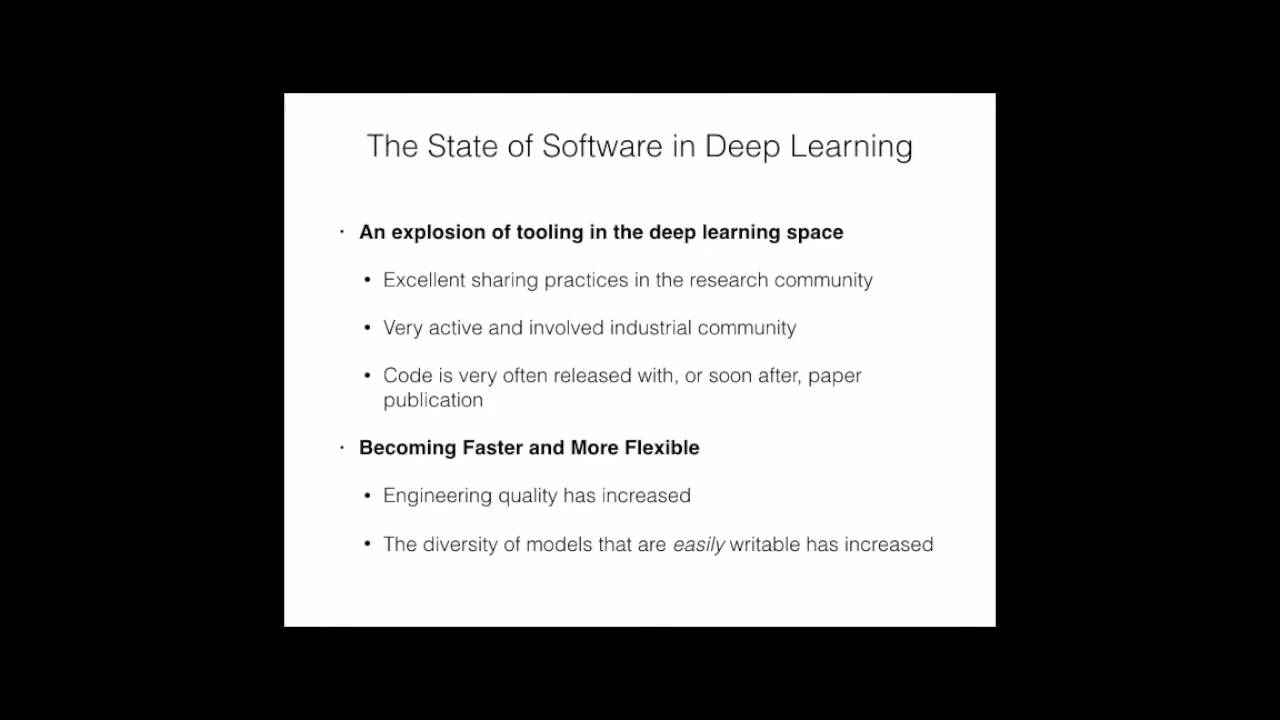 The State of Software in Deep Learning
· An explosion of tooling in the deep learning space
• Excellent sharing practices in the research community
• Very active and involved industrial community
• Code is very often released with, or soon after, paper
publication
· Becoming Faster and More Flexible
• Engineering quality has increased
• The diversity of models that are easily writable has increased